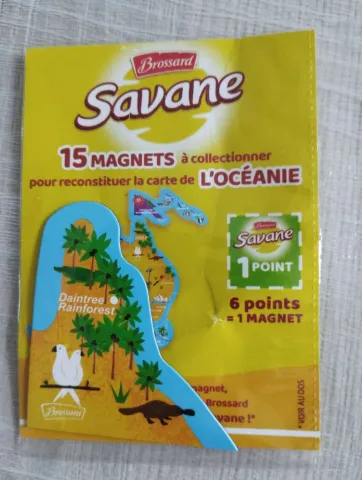 Brossard
Savane
15 MAGNETS à collectionner
pour reconstituer la carte de L'OCÉANIE
Brossard
Savane
1 POINT
6 points
= 1 MAGNET
Daintree
Rainforest
Brossard
magnet,
Brossard
vane !*
*VOIR AU DOS